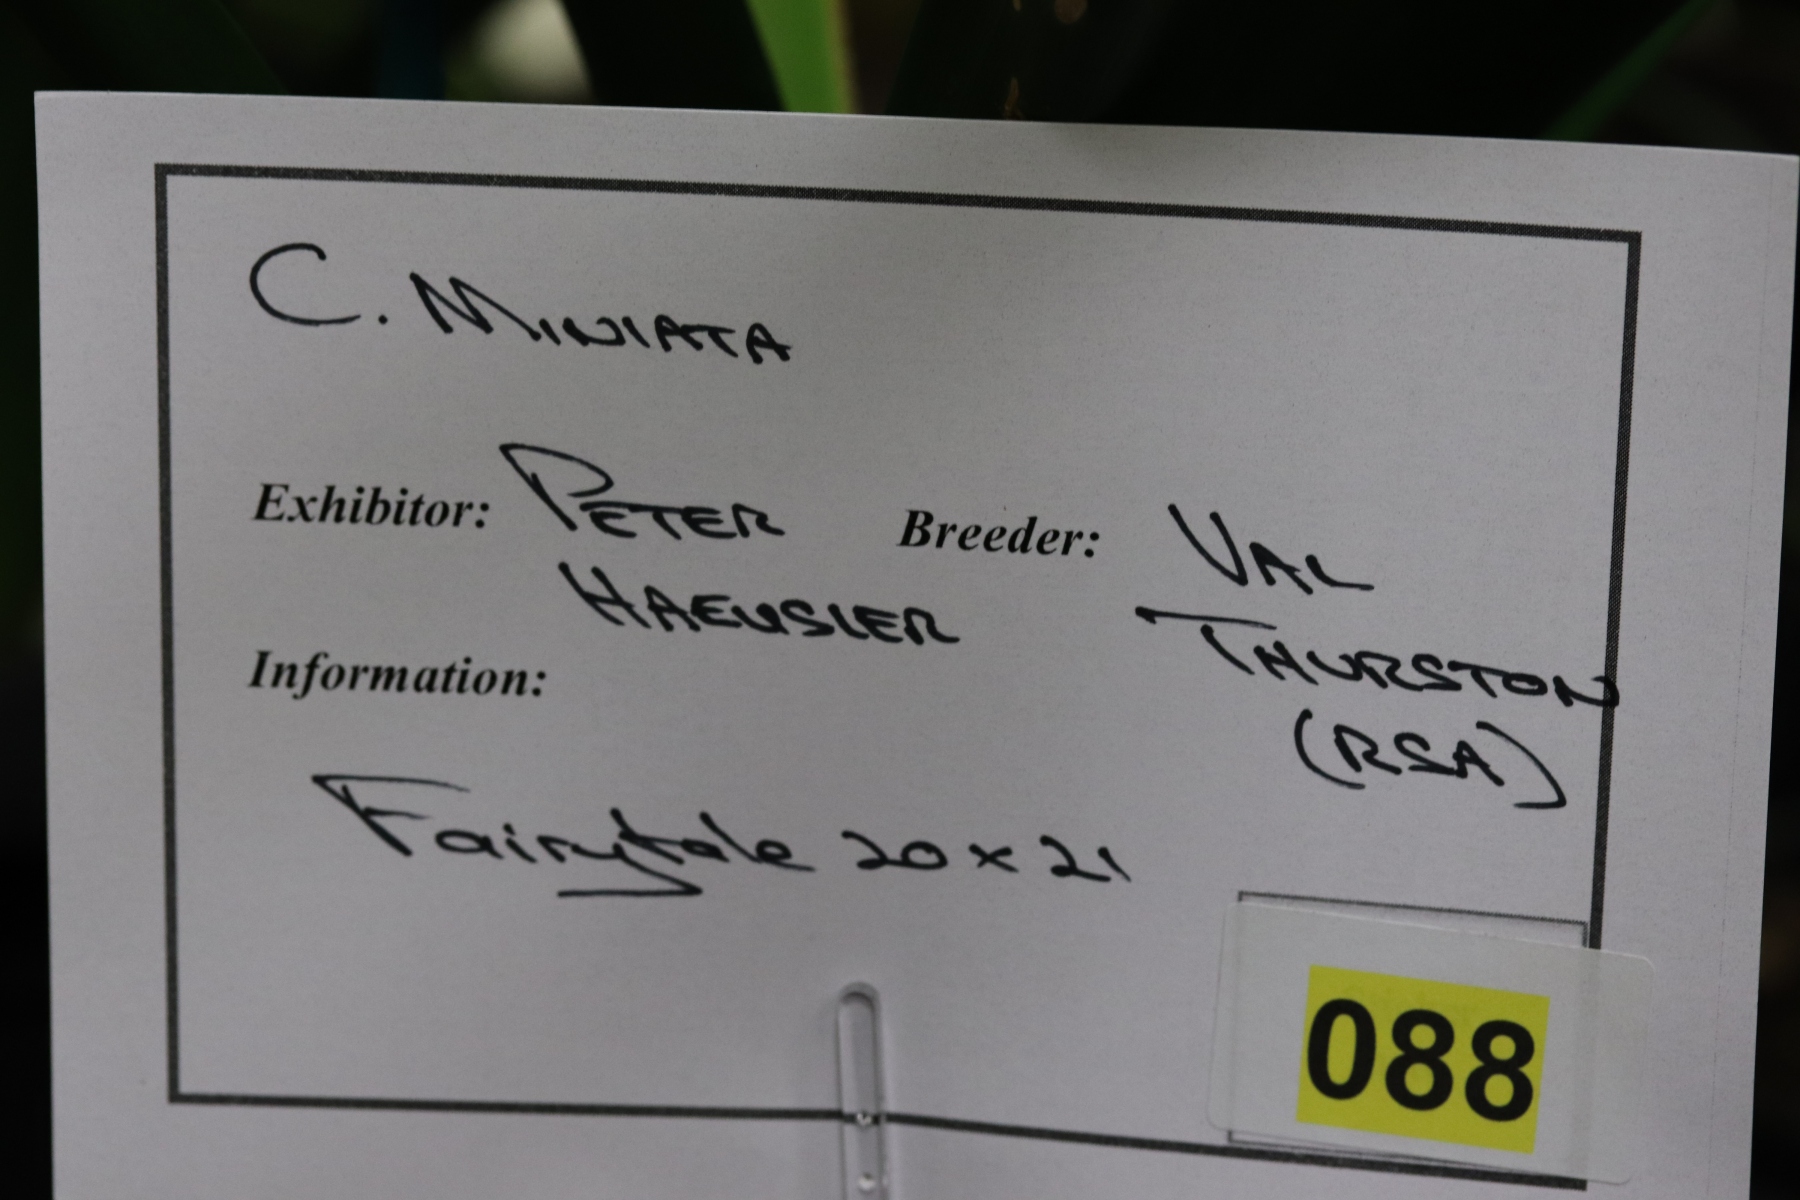 C. MINIATA
Exhibitor: PETER
HAEUSLER
Breeder: VAL
THURSTON
(RSA)
Information:
Fairytale 20 x 21
088